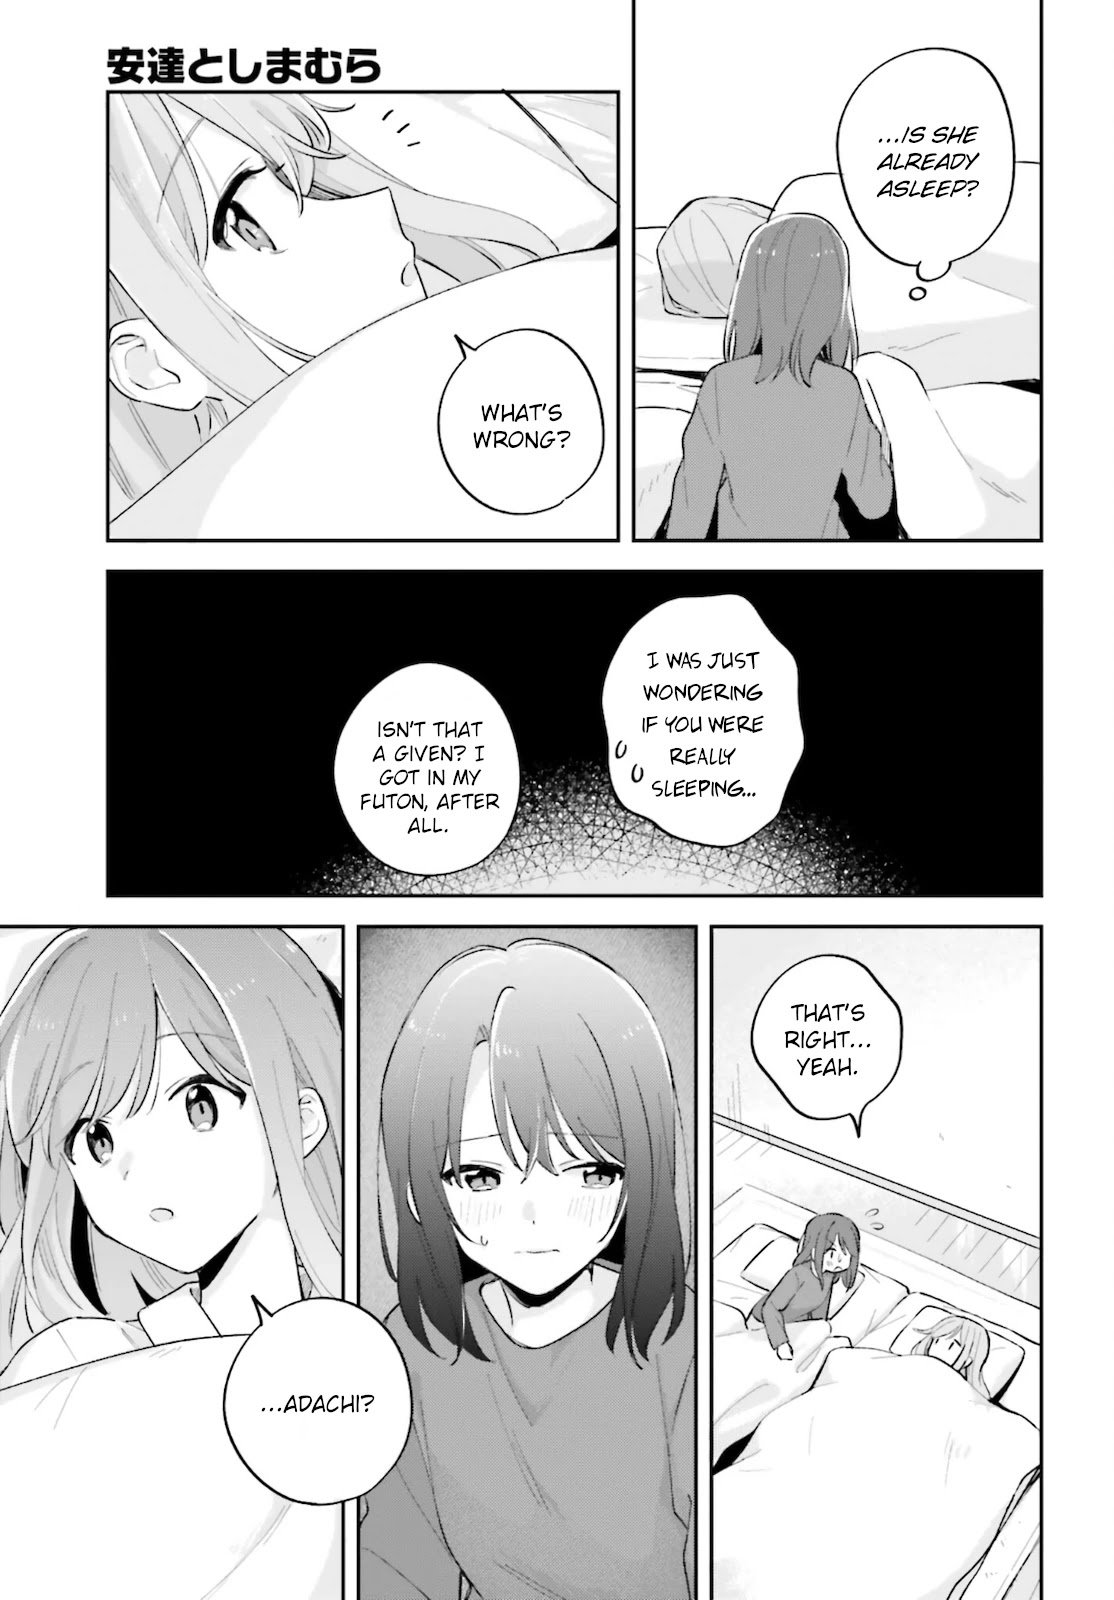 安達としまむら
...IS SHE
ALREADY
ASLEEP?
WHAT'S
WRONG?
I WAS JUST
WONDERING
IF YOU WERE
REALLY
SLEEPING...
ISN'T THAT
A GIVEN? I
GOT IN MY
FUTON, AFTER
ALL.
THAT'S
RIGHT...
YEAH.
...ADACHI?